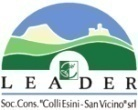 LEADER
Soc. Cons. "Colli Esini - San Vicino" srl